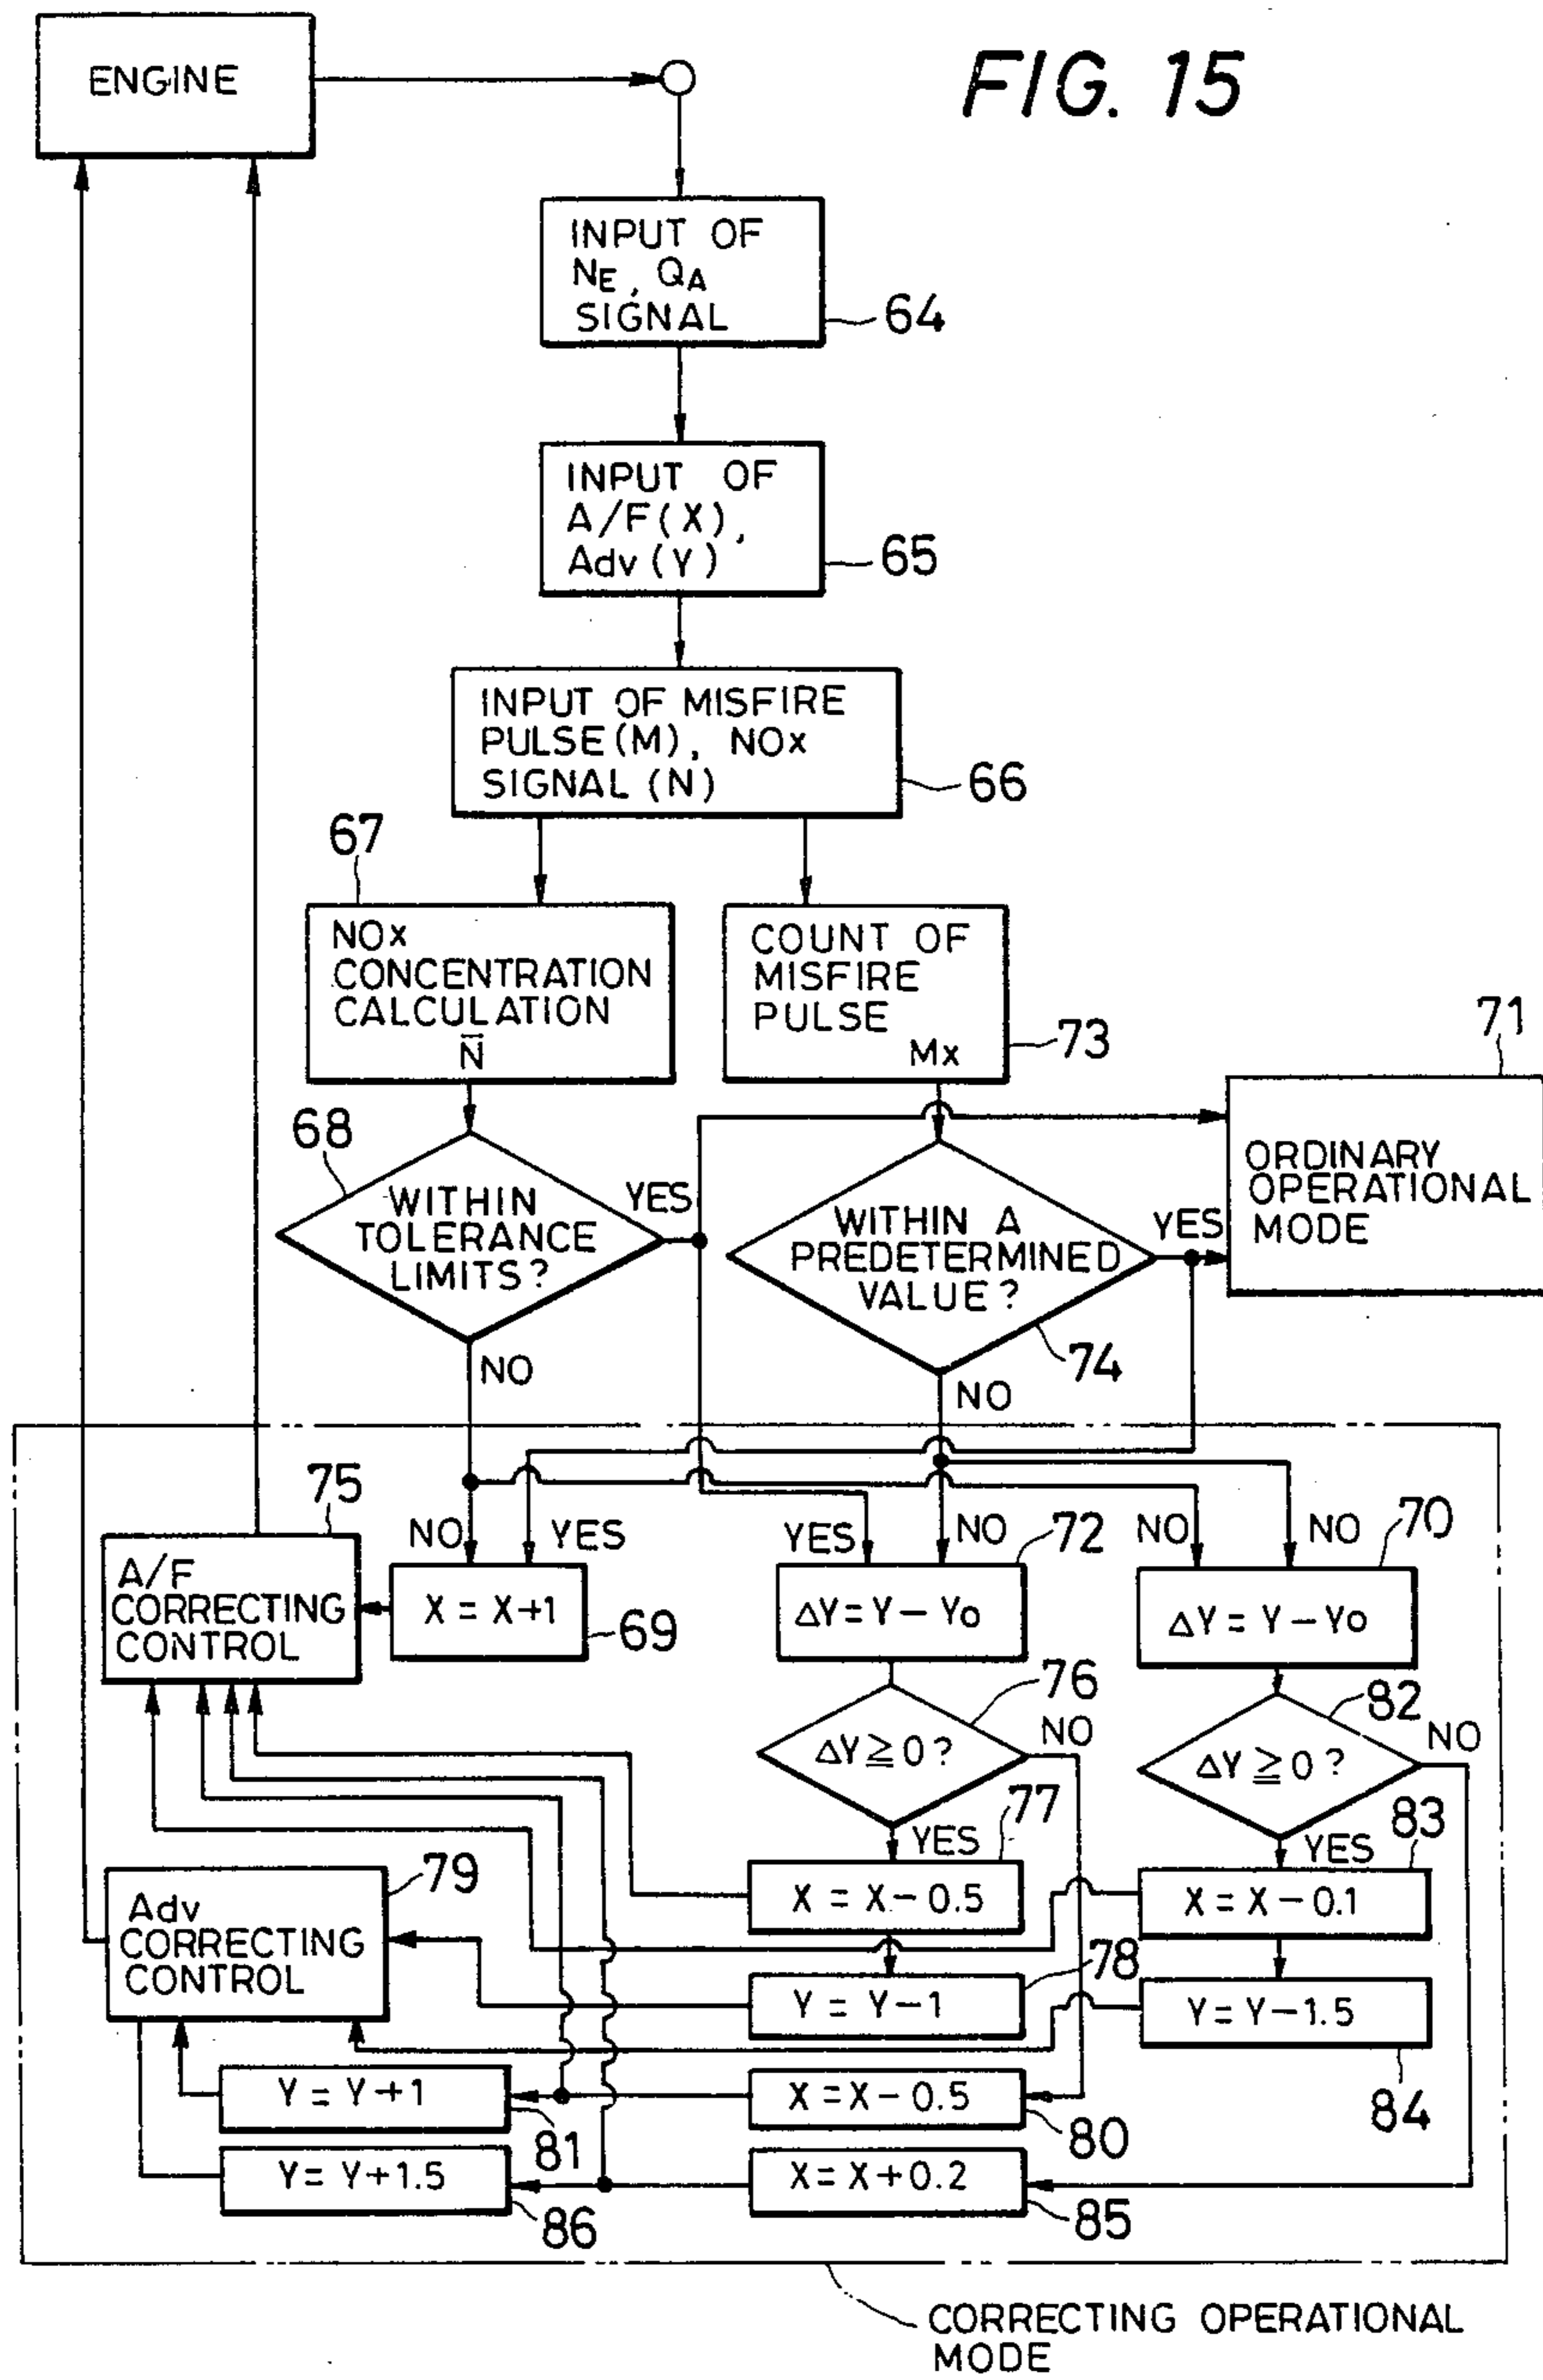 FIG. 15
ENGINE
INPUT OF
NE, QA
SIGNAL
64
INPUT OF
A/F(X),
Adv(Y)
65
INPUT OF MISFIRE
PULSE(M), NOx
SIGNAL (N)
66
67
NOx
CONCENTRATION
CALCULATION
N̄
COUNT OF
MISFIRE
PULSE
Mx
73
71
ORDINARY
OPERATIONAL
MODE
68
WITHIN
TOLERANCE
LIMITS?
YES
NO
WITHIN A
PREDETERMINED
VALUE?
YES
74
NO
75
A/F
CORRECTING
CONTROL
NO
YES
X = X+1
69
YES
NO
72
ΔY = Y - Yo
NO
NO
70
ΔY = Y - Yo
76
ΔY ≧ 0?
NO
YES
82
ΔY ≧ 0?
NO
YES
77
X = X - 0.5
83
X = X - 0.1
79
Adv
CORRECTING
CONTROL
78
Y = Y - 1
Y = Y - 1.5
84
Y = Y + 1
81
X = X - 0.5
80
Y = Y + 1.5
86
X = X + 0.2
85
CORRECTING OPERATIONAL
MODE